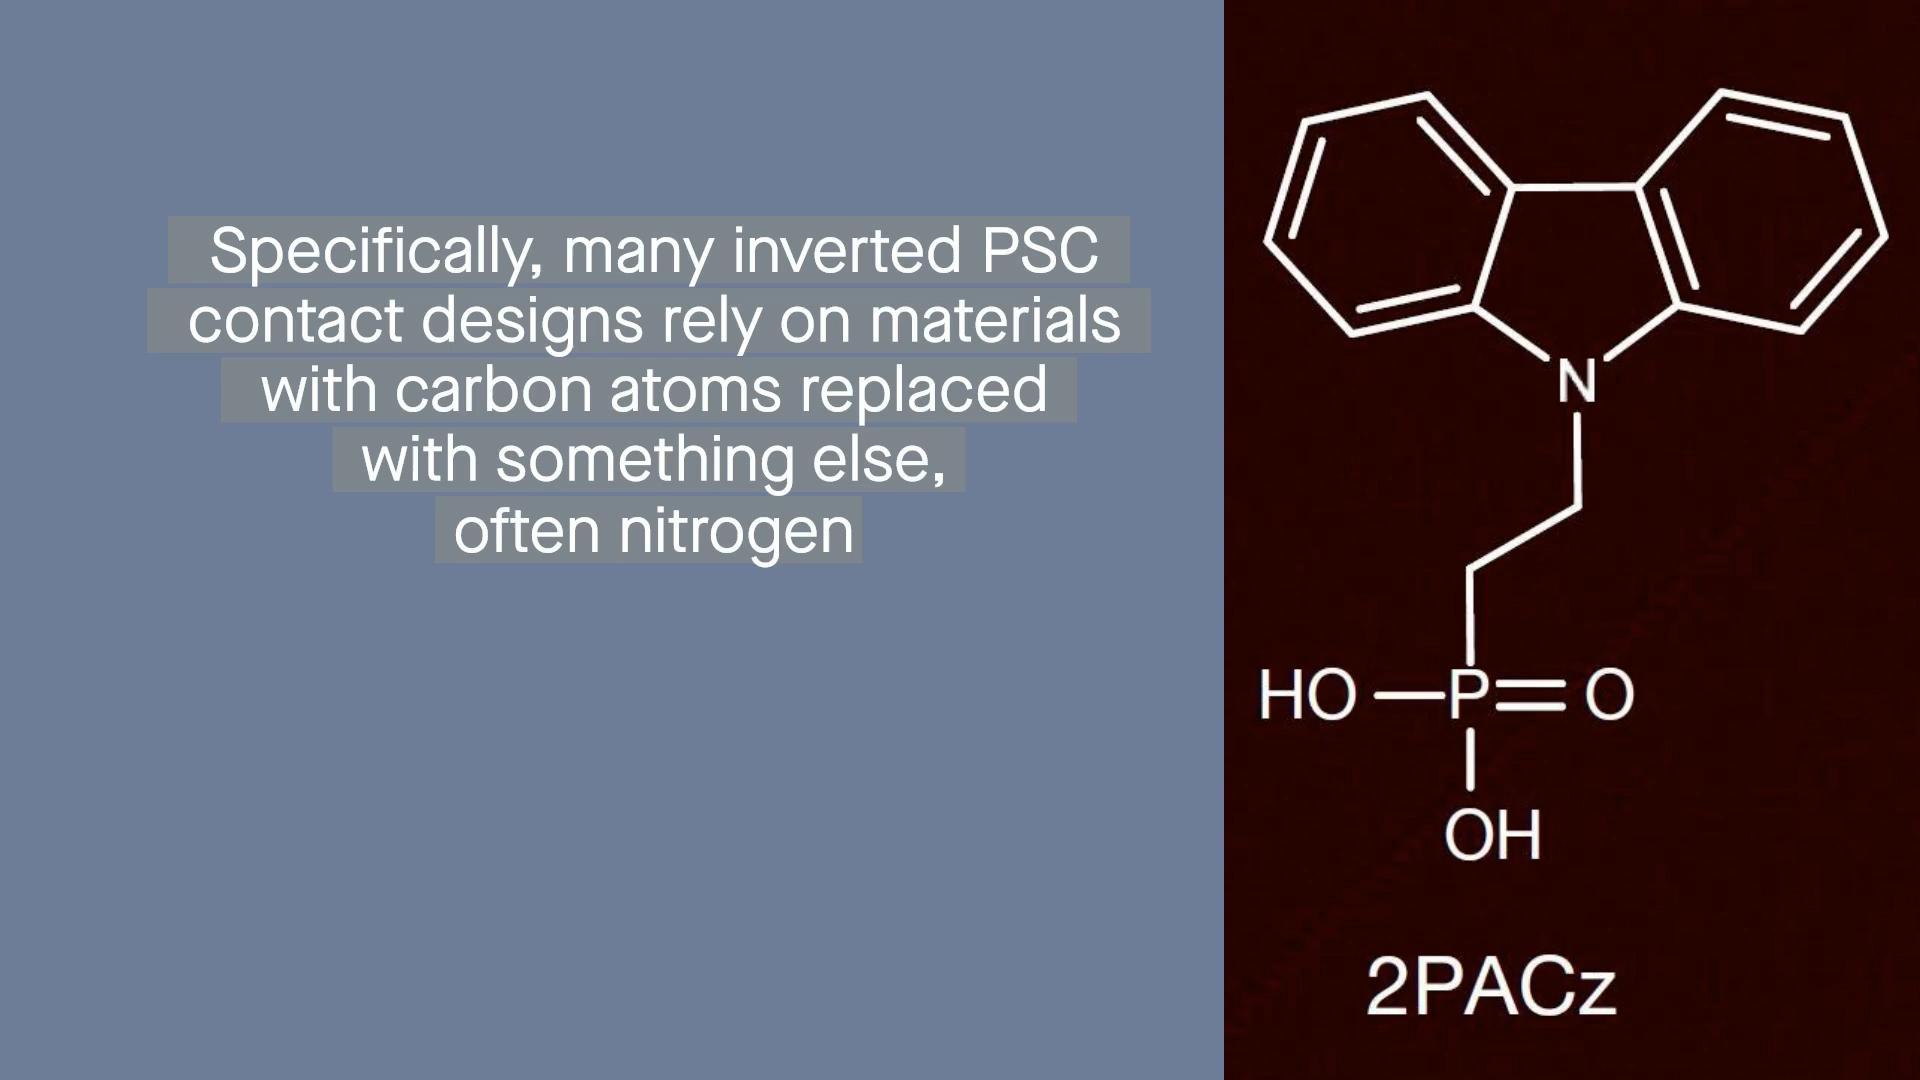 Specifically, many inverted PSC
contact designs rely on materials
with carbon atoms replaced
with something else,
often nitrogen
N
HO P O
OH
2PACz